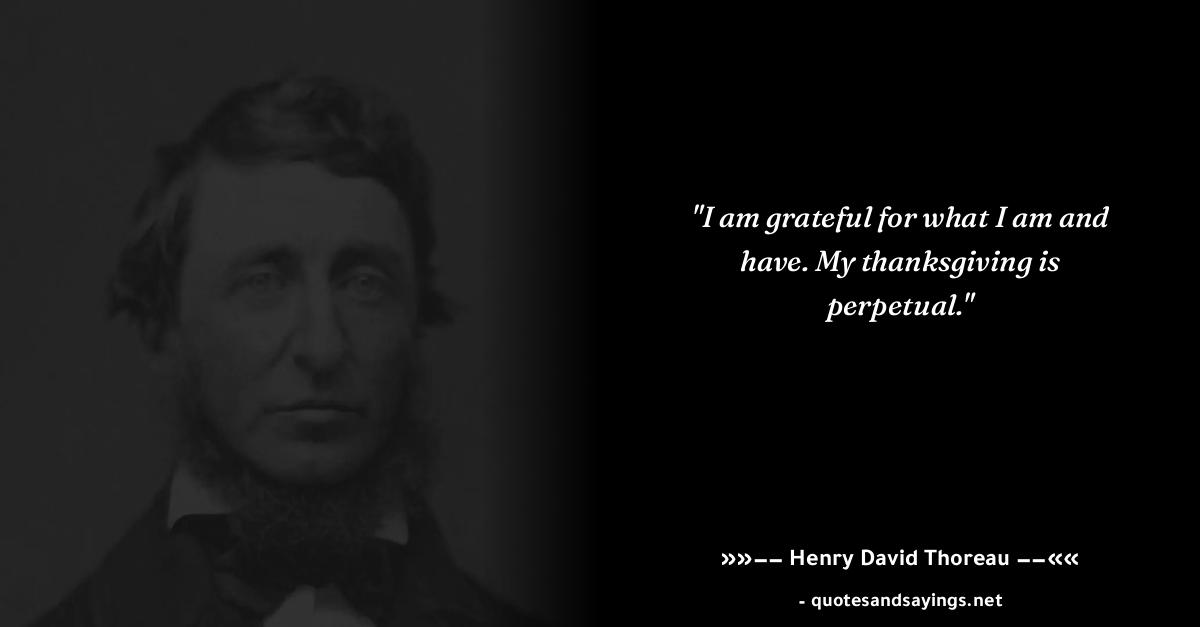 "I am grateful for what I am and
have. My thanksgiving is
perpetual."
»»−− Henry David Thoreau −−««
- quotesandsayings.net